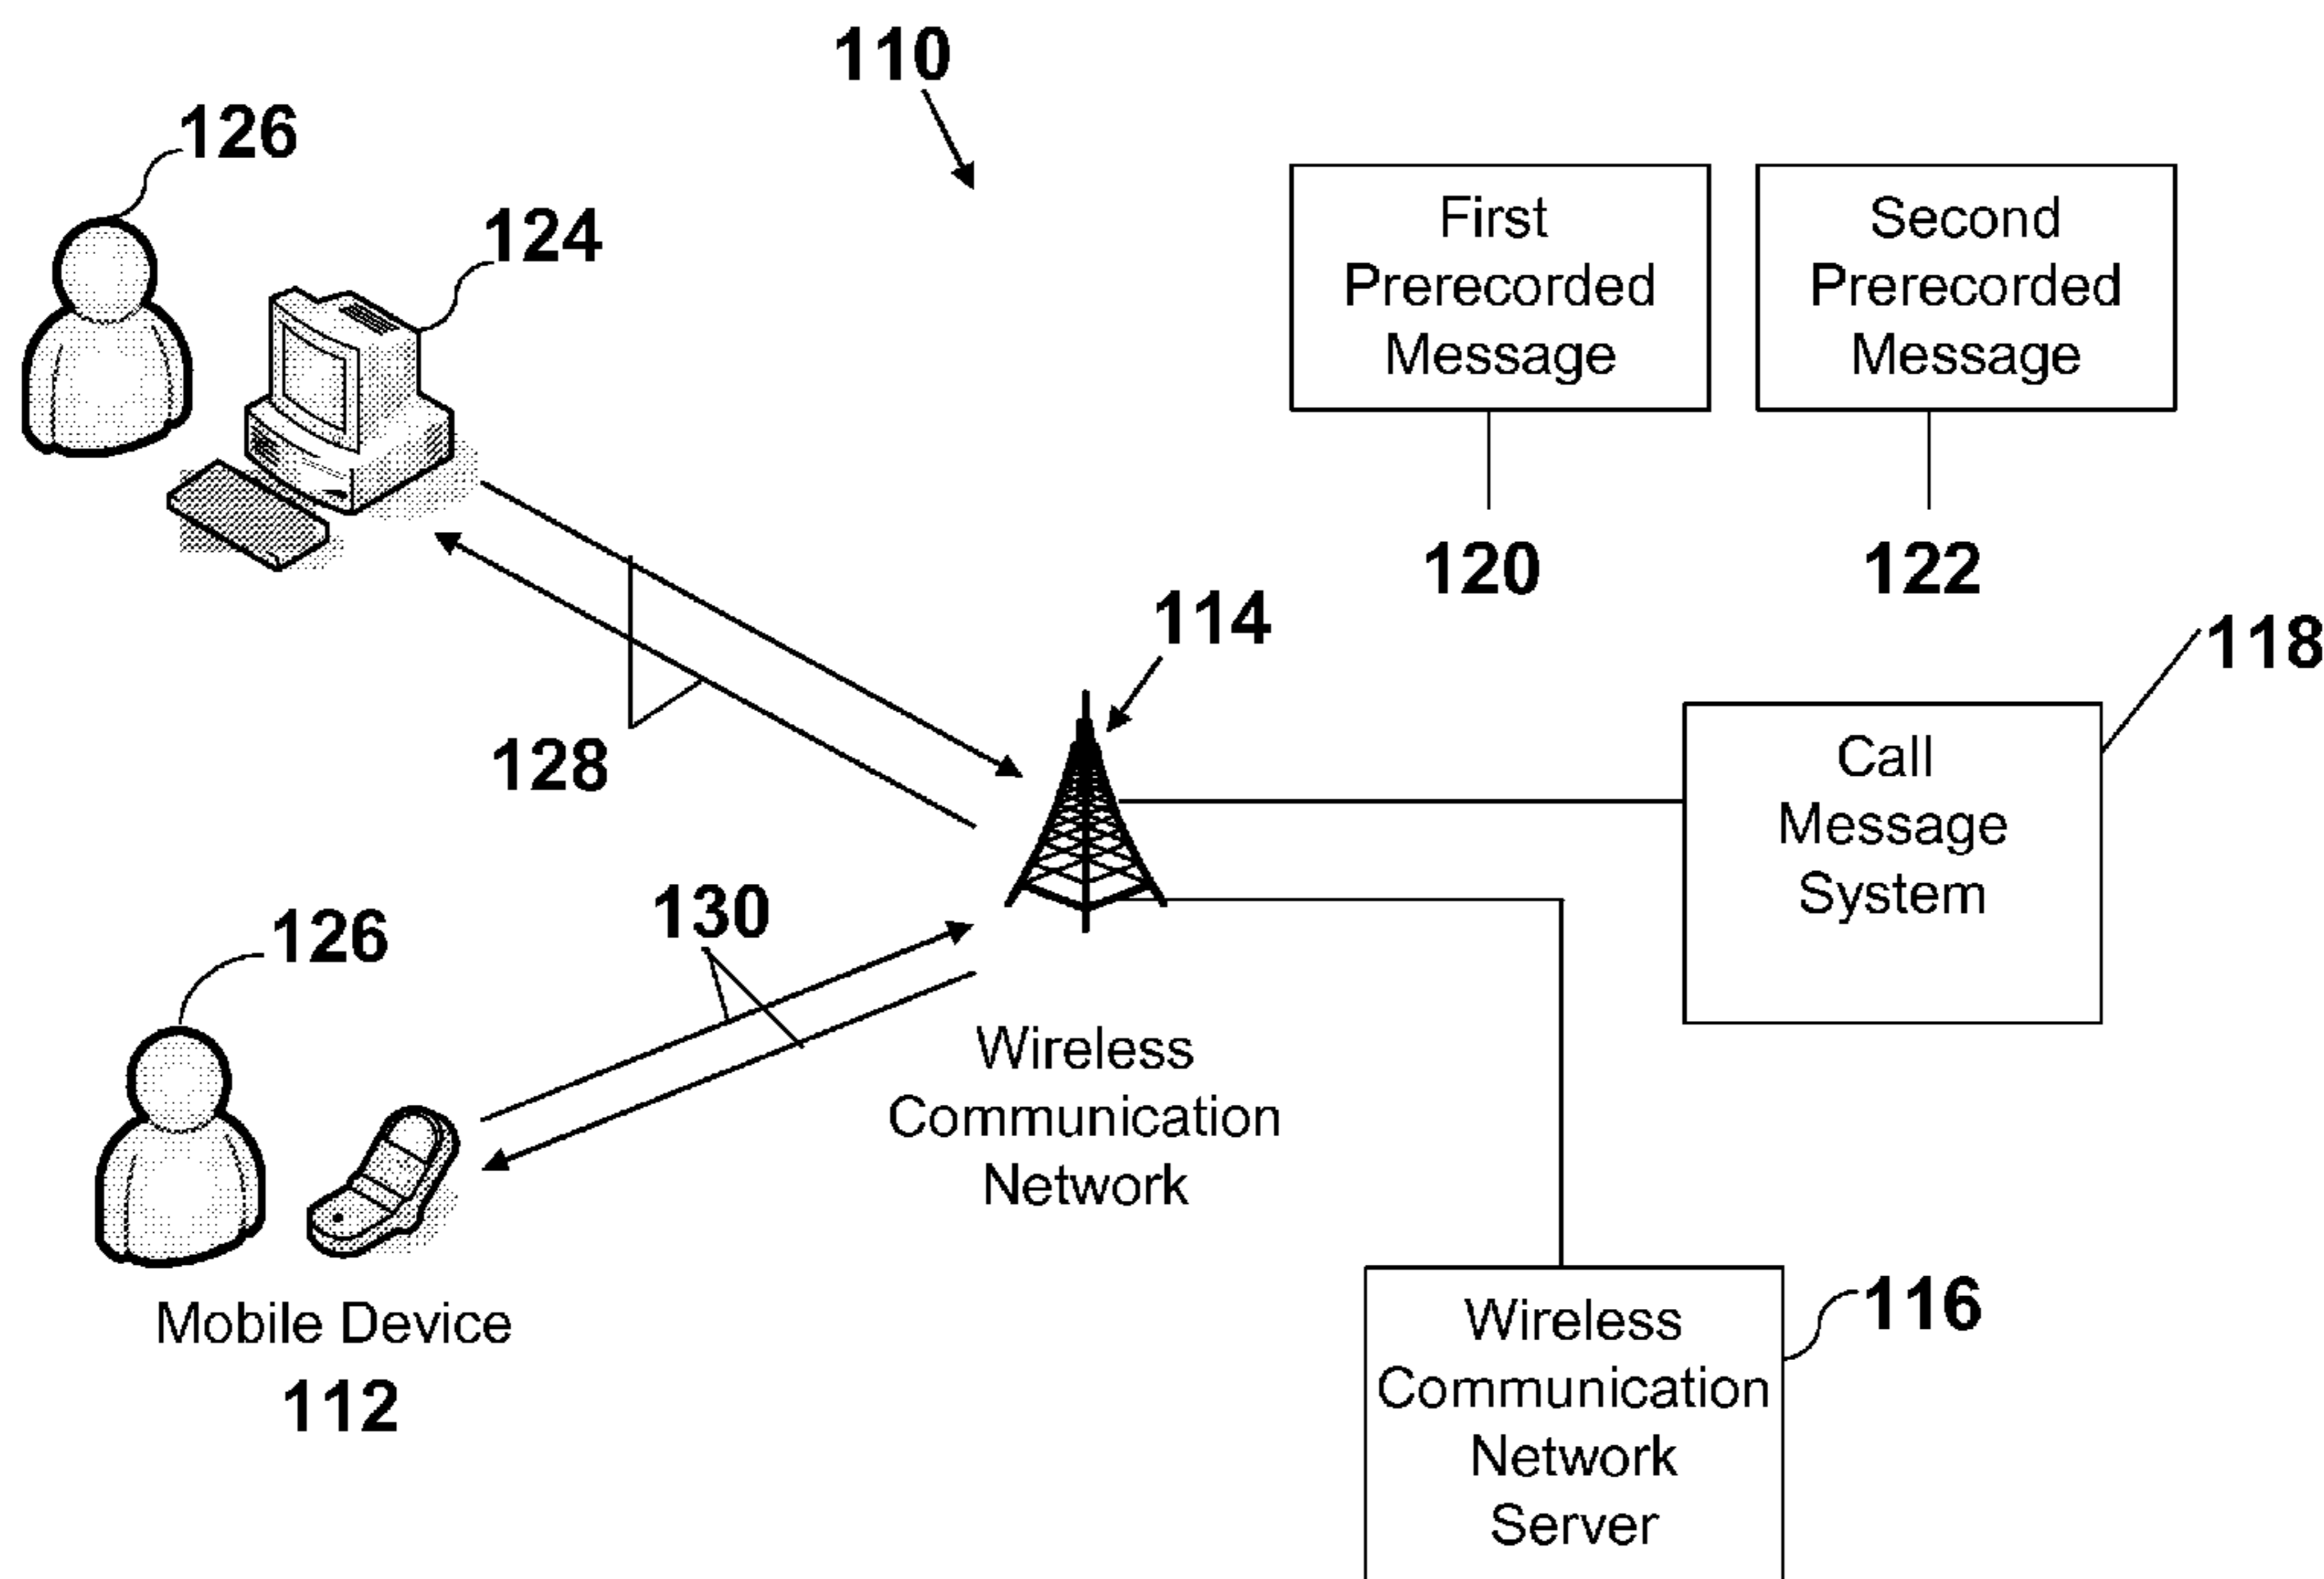 110
126
124
First
Prerecorded
Message
Second
Prerecorded
Message
120
122
114
118
128
Call
Message
System
126
130
Wireless
Communication
Network
Mobile Device
112
Wireless
Communication
Network
Server
116